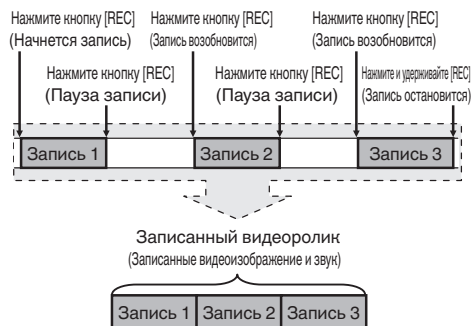 Нажмите кнопку [REC] Нажмите кнопку [REC] Нажмите кнопку [REC]
(Начнется запись) (Запись возобновится) (Запись возобновится)
Нажмите кнопку [REC] Нажмите кнопку [REC] Нажмите и удерживайте [REC]
(Пауза записи) (Пауза записи) (Запись остановится)
Запись 1 Запись 2 Запись 3
Записанный видеоролик
(Записанные видеоизображение и звук)
Запись 1 Запись 2 Запись 3